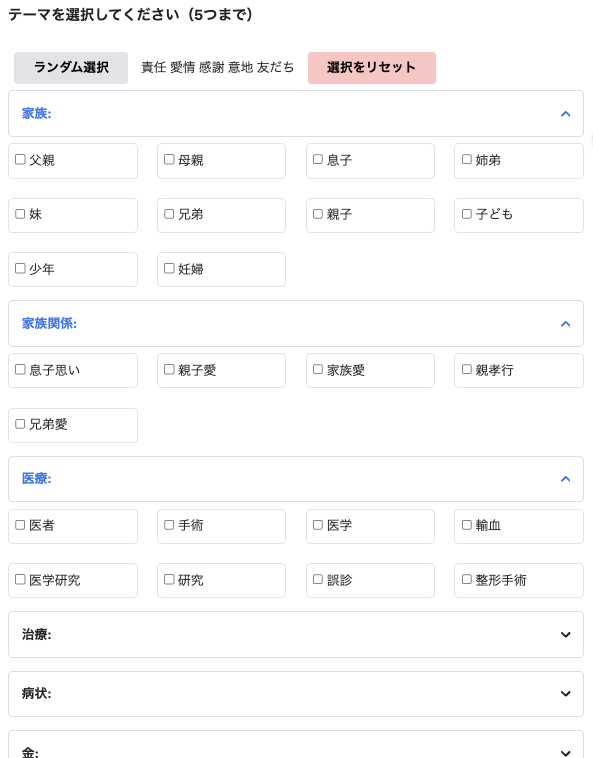 テーマを選択してください（5つまで）
ランダム選択 責任 愛情 感謝 意地 友だち 選択をリセット
家族:
父親 母親 息子 姉弟
妹 兄弟 親子 子ども
少年 妊婦
家族関係:
息子思い 親子愛 家族愛 親孝行
兄弟愛
医療:
医者 手術 医学 輸血
医学研究 研究 誤診 整形手術
治療:
病状:
金: